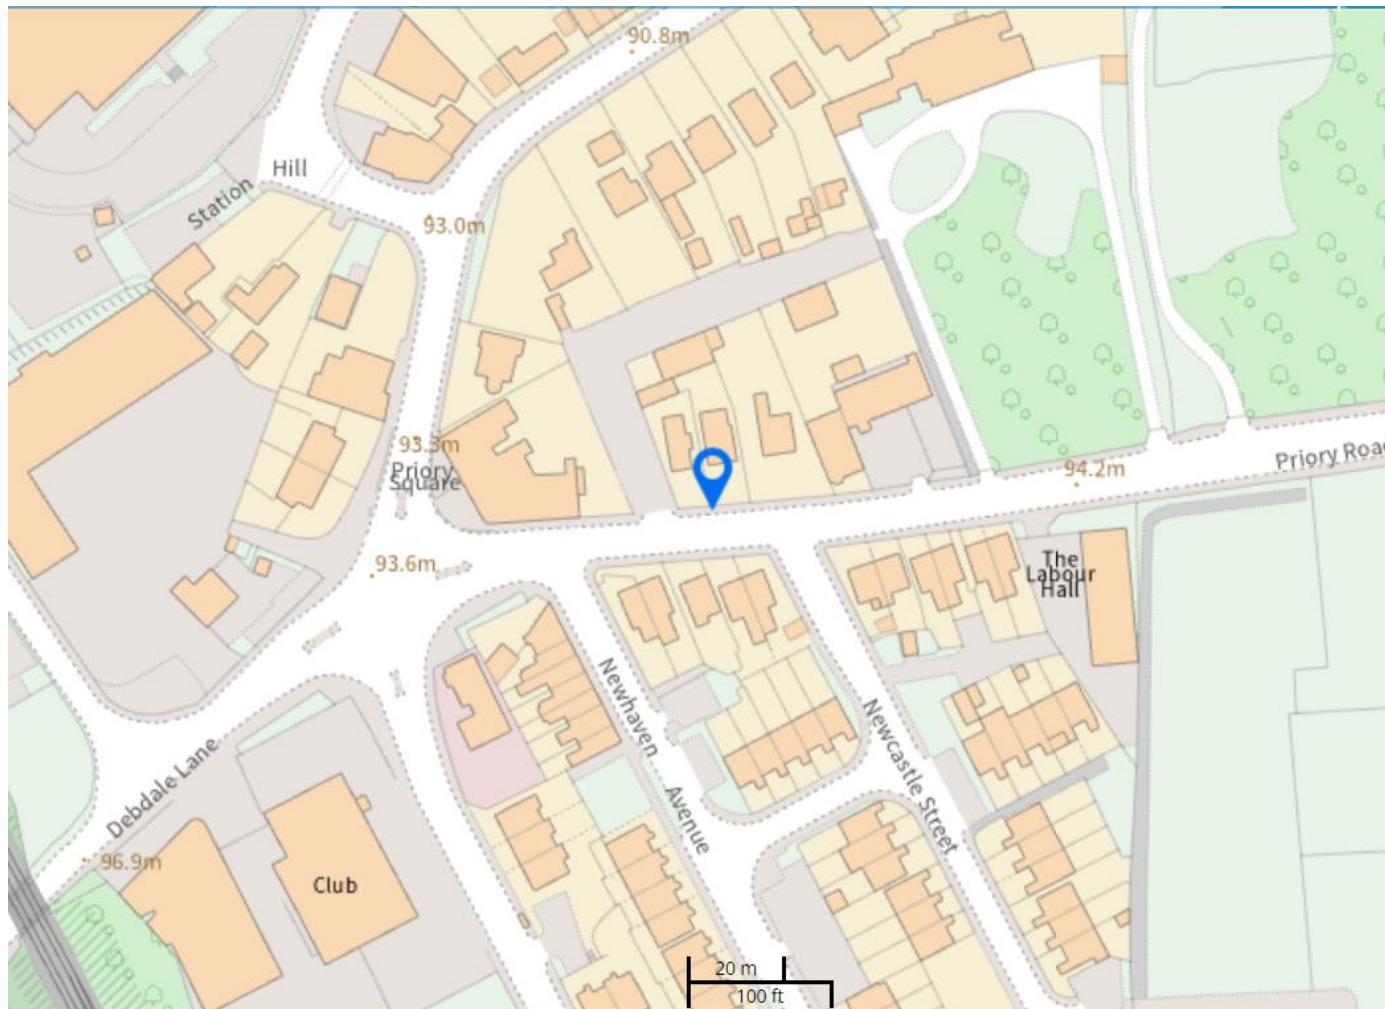 90.8m
Hill
Station
93.0m
93.3m
Priory
Square
94.2m
Priory Road
93.6m
The
Labour
Hall
Newhaven
Avenue
Newcastle Street
Debdale Lane
96.9m
Club
20 m
100 ft